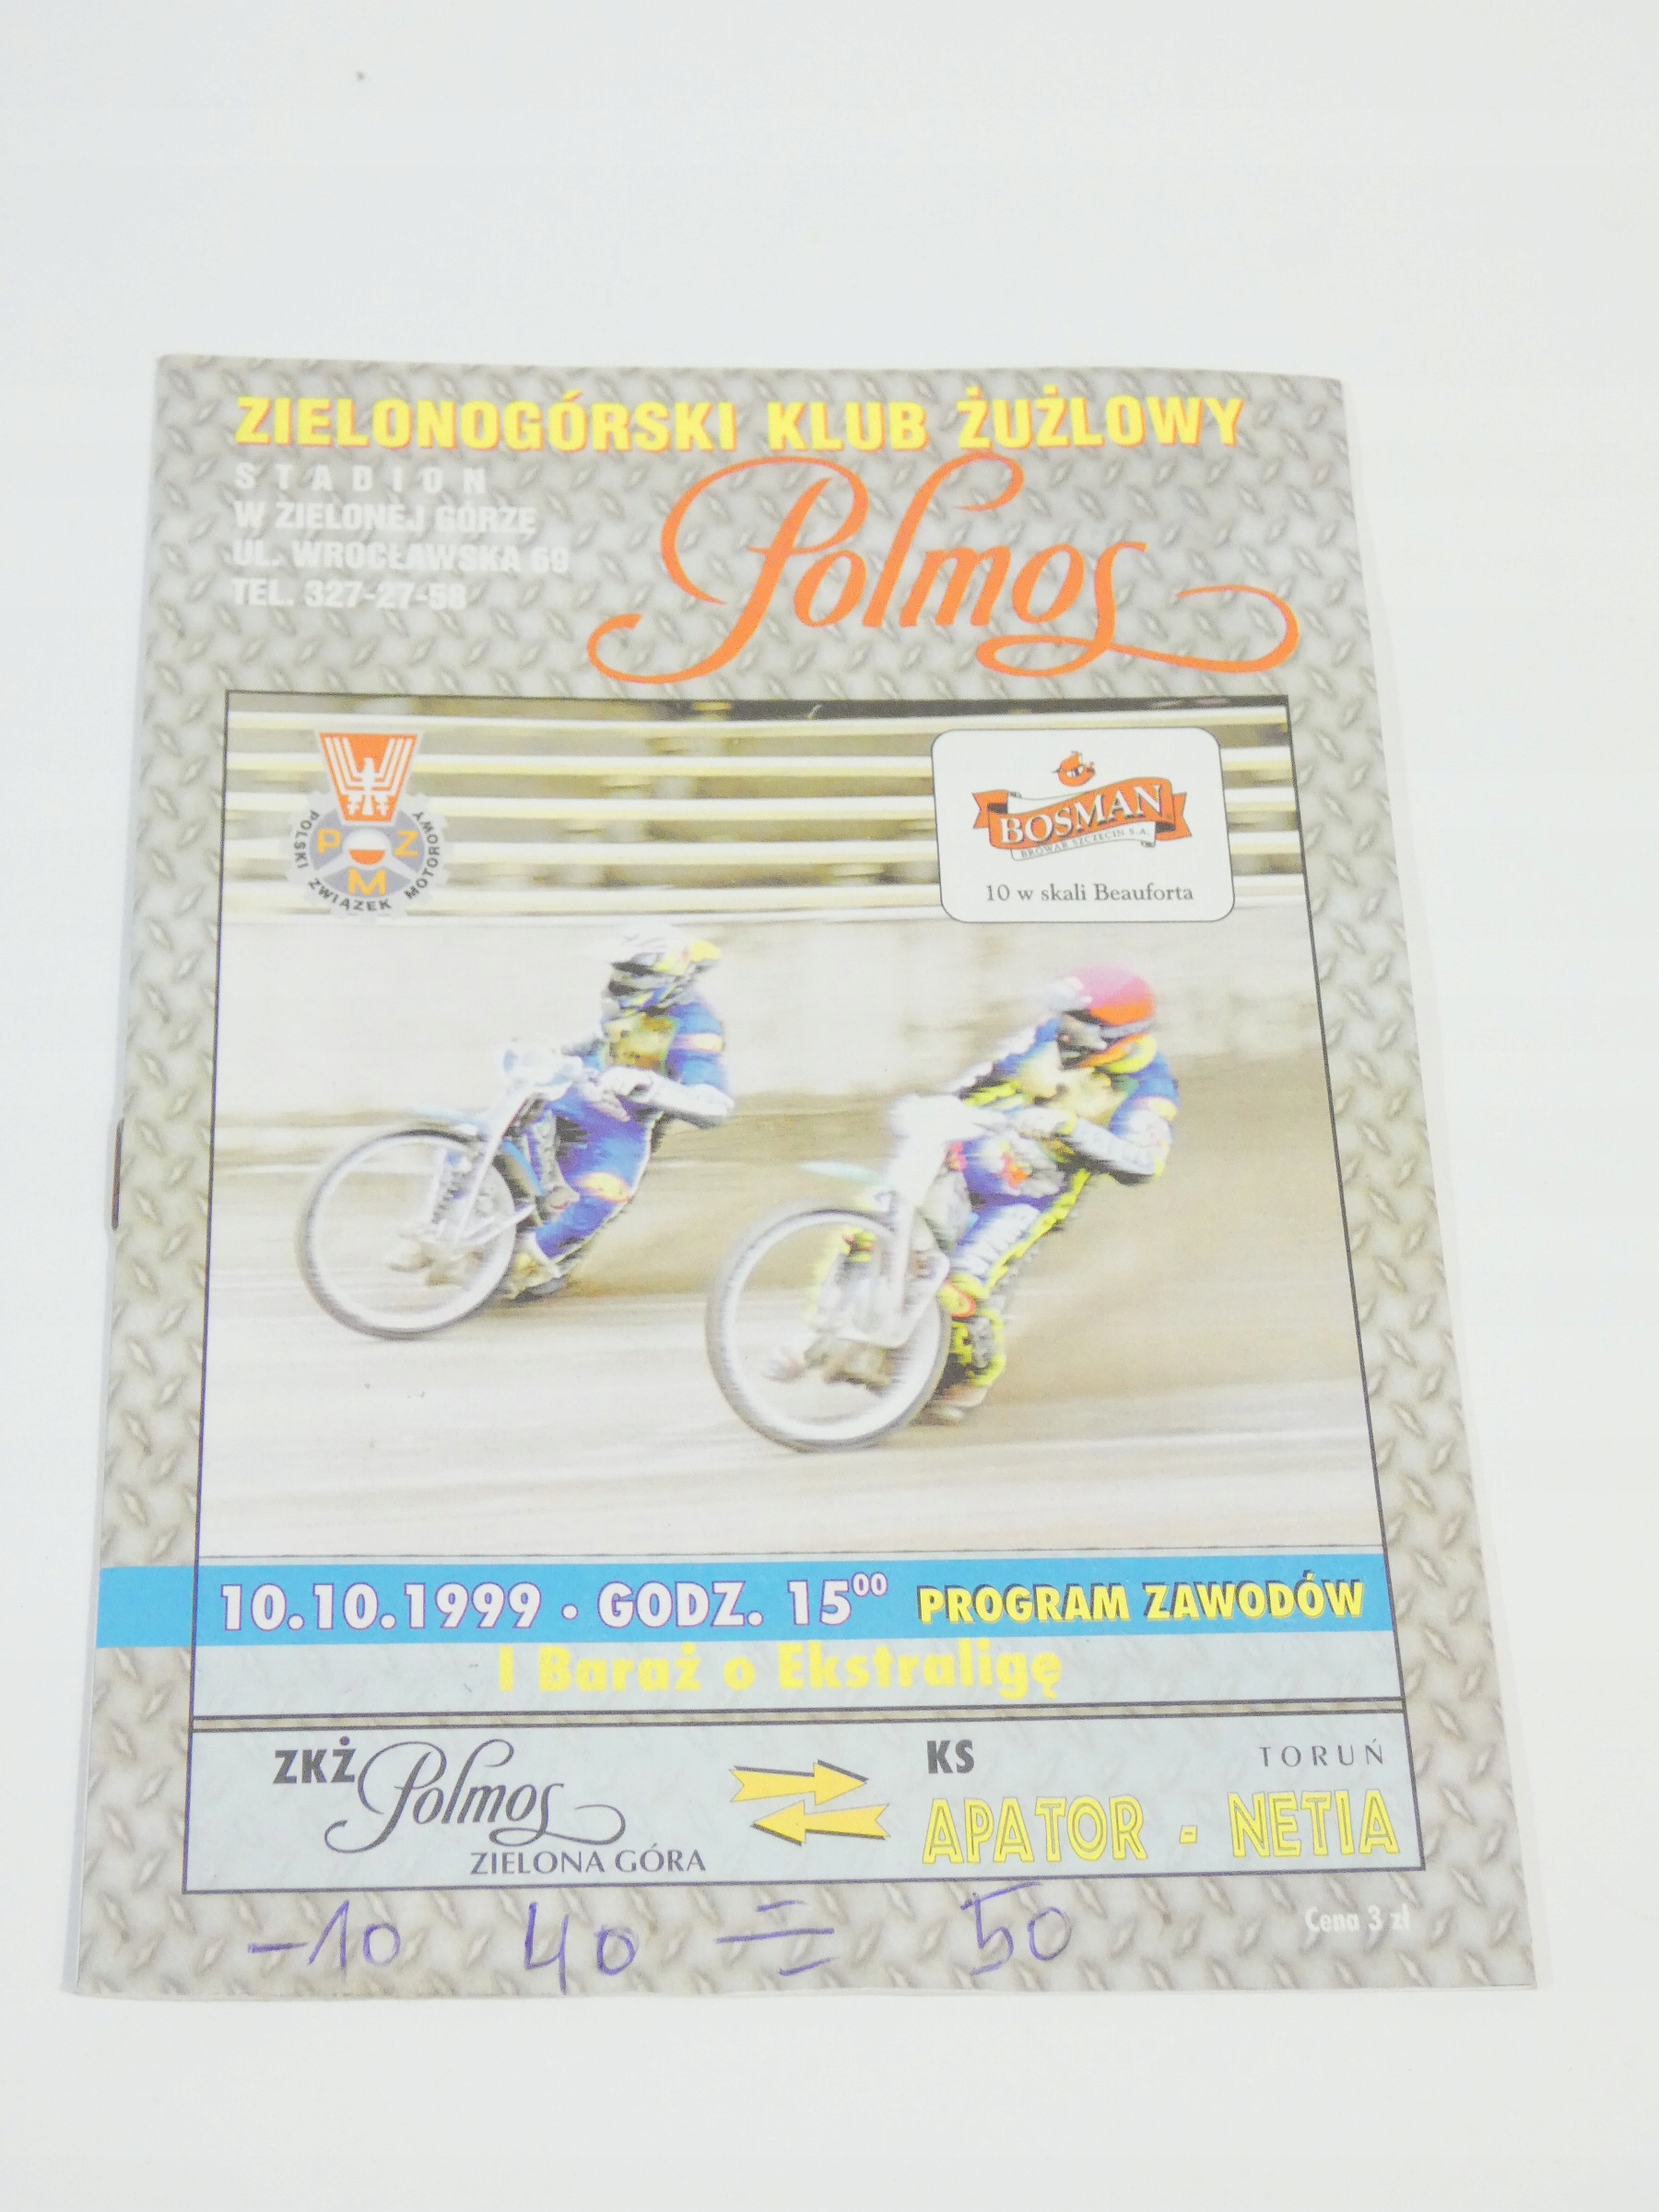 ZIELONOGÓRSKI KLUB ŻUŻLOWY
STADION
W ZIELONEJ GÓRZE
UL. WROCŁAWSKA 69
TEL. 327-27-58
Polmos
POLSKI ZWIĄZEK MOTOROWY
P Z M
BOSMAN
BROWAR SZCZECIN S.A.
10 w skali Beauforta
10.10.1999 · GODZ. 15⁰⁰ PROGRAM ZAWODÓW
I Baraż o Ekstraligę
ZKŻ Polmos
ZIELONA GÓRA
KS TORUŃ
APATOR - NETIA
Cena 3 zł
-10 40 = 50